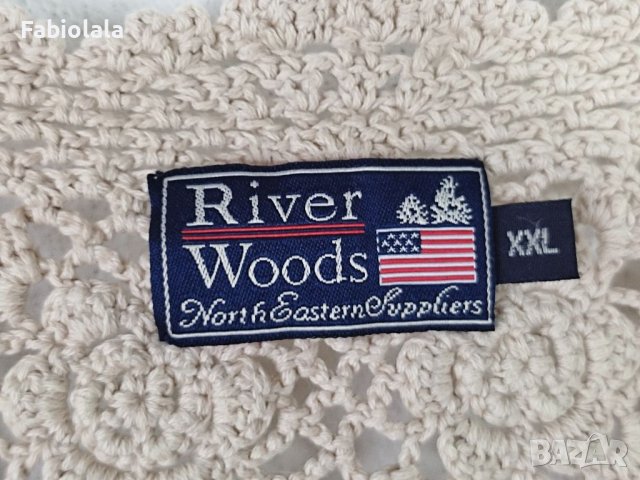 Fabiolala
River
Woods
North Eastern Suppliers
XXL
BAZAR